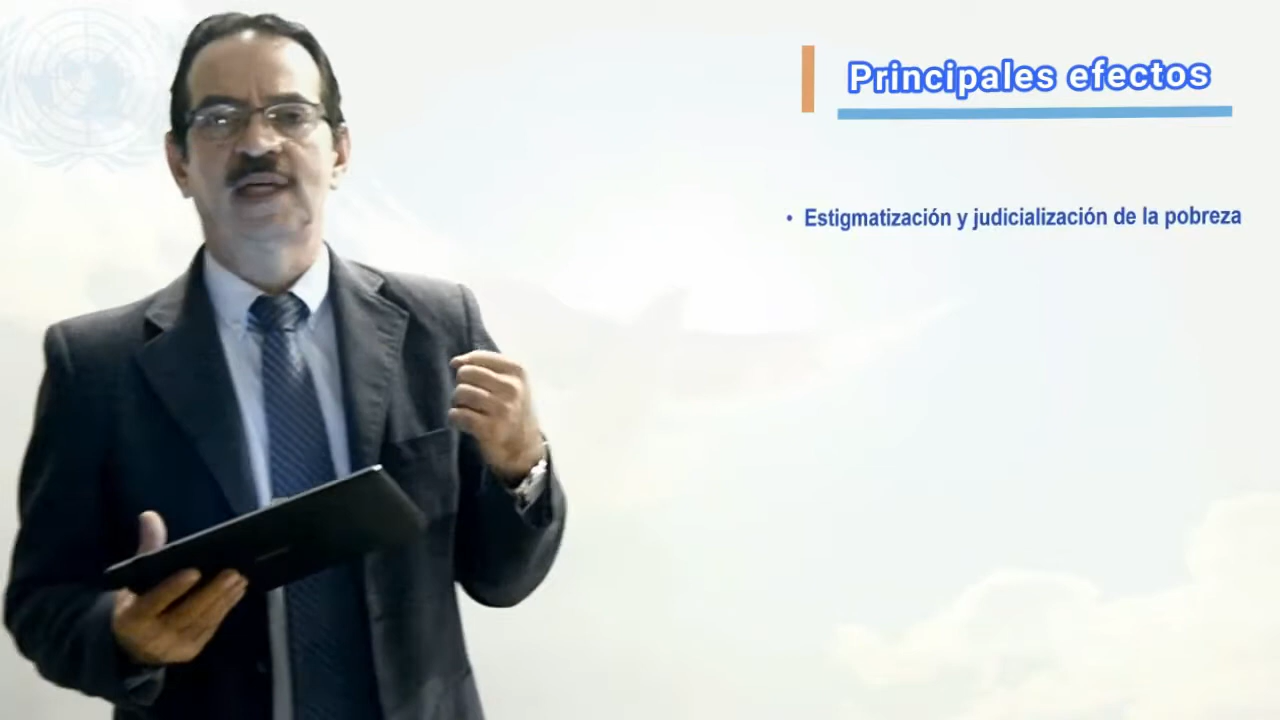 Principales efectos
• Estigmatización y judicialización de la pobreza